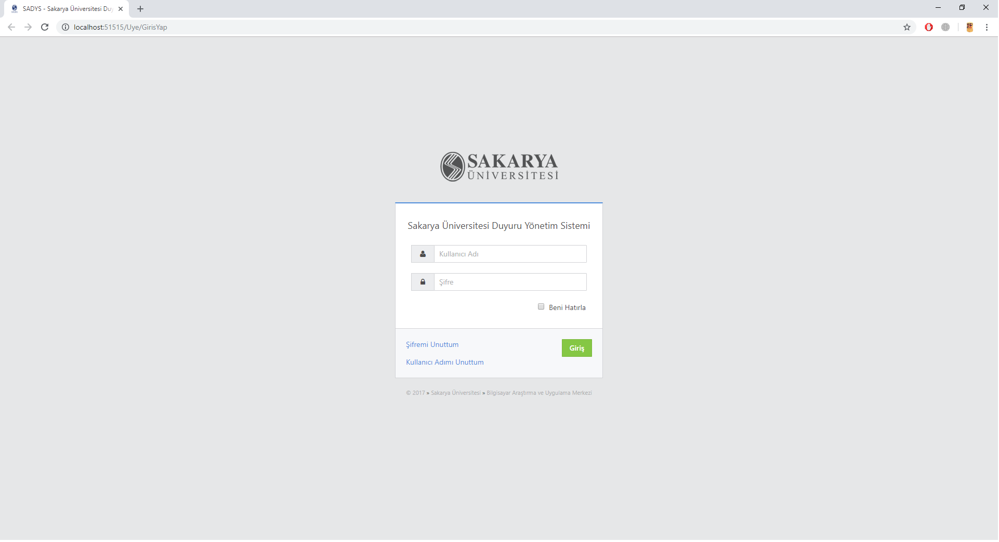 SADYS - Sakarya Üniversitesi Duy
localhost:51515/Uye/GirisYap
SAKARYA
ÜNİVERSİTESİ
Sakarya Üniversitesi Duyuru Yönetim Sistemi
Kullanıcı Adı
Şifre
Beni Hatırla
Şifremi Unuttum
Giriş
Kullanıcı Adımı Unuttum
© 2017 » Sakarya Üniversitesi » Bilgisayar Araştırma ve Uygulama Merkezi